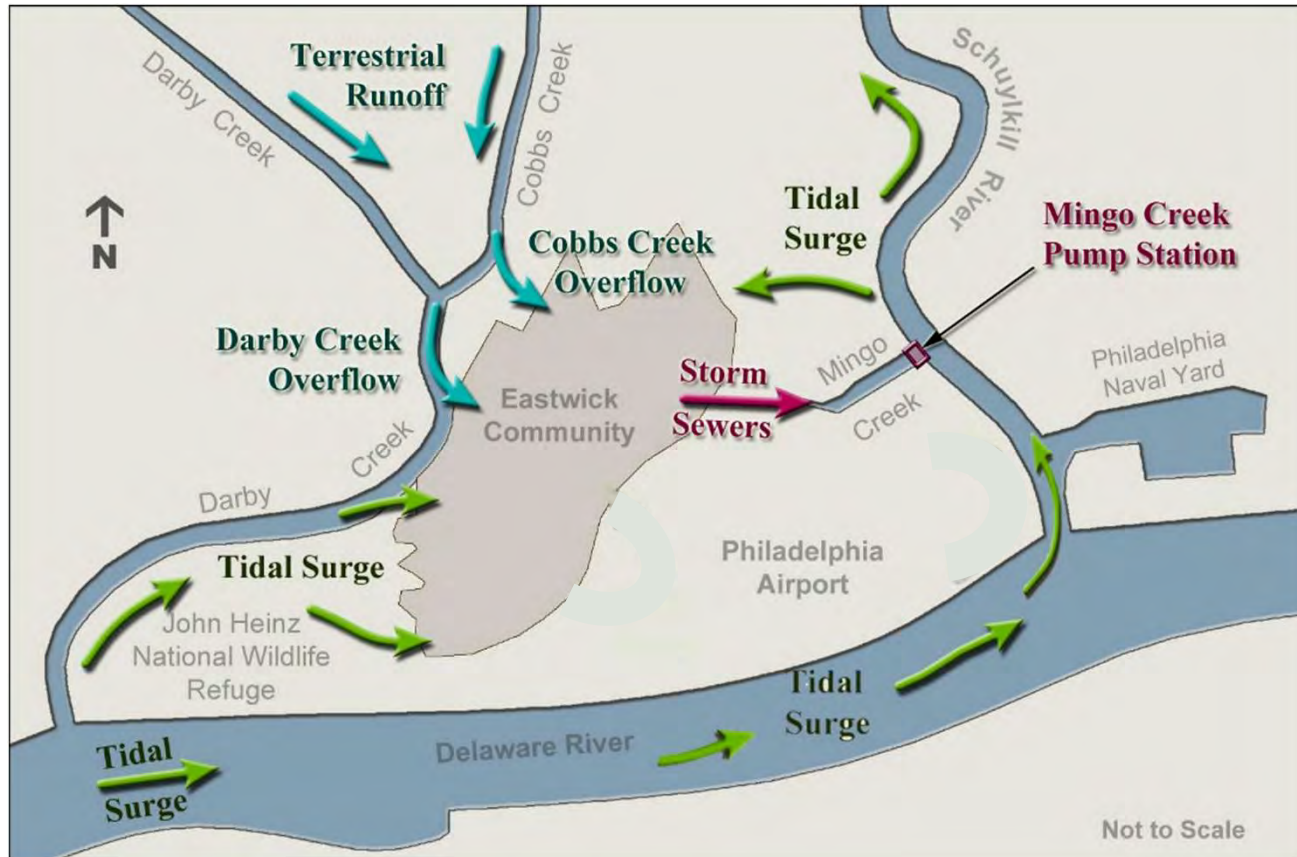 Darby Creek
Terrestrial
Runoff
Cobbs Creek
Schuylkill River
N
Tidal
Surge
Mingo Creek
Pump Station
Cobbs Creek
Overflow
Darby Creek
Overflow
Eastwick
Community
Storm
Sewers
Mingo
Creek
Philadelphia
Naval Yard
Darby Creek
Tidal Surge
John Heinz
National Wildlife
Refuge
Philadelphia
Airport
Tidal
Surge
Tidal
Surge
Delaware River
Not to Scale